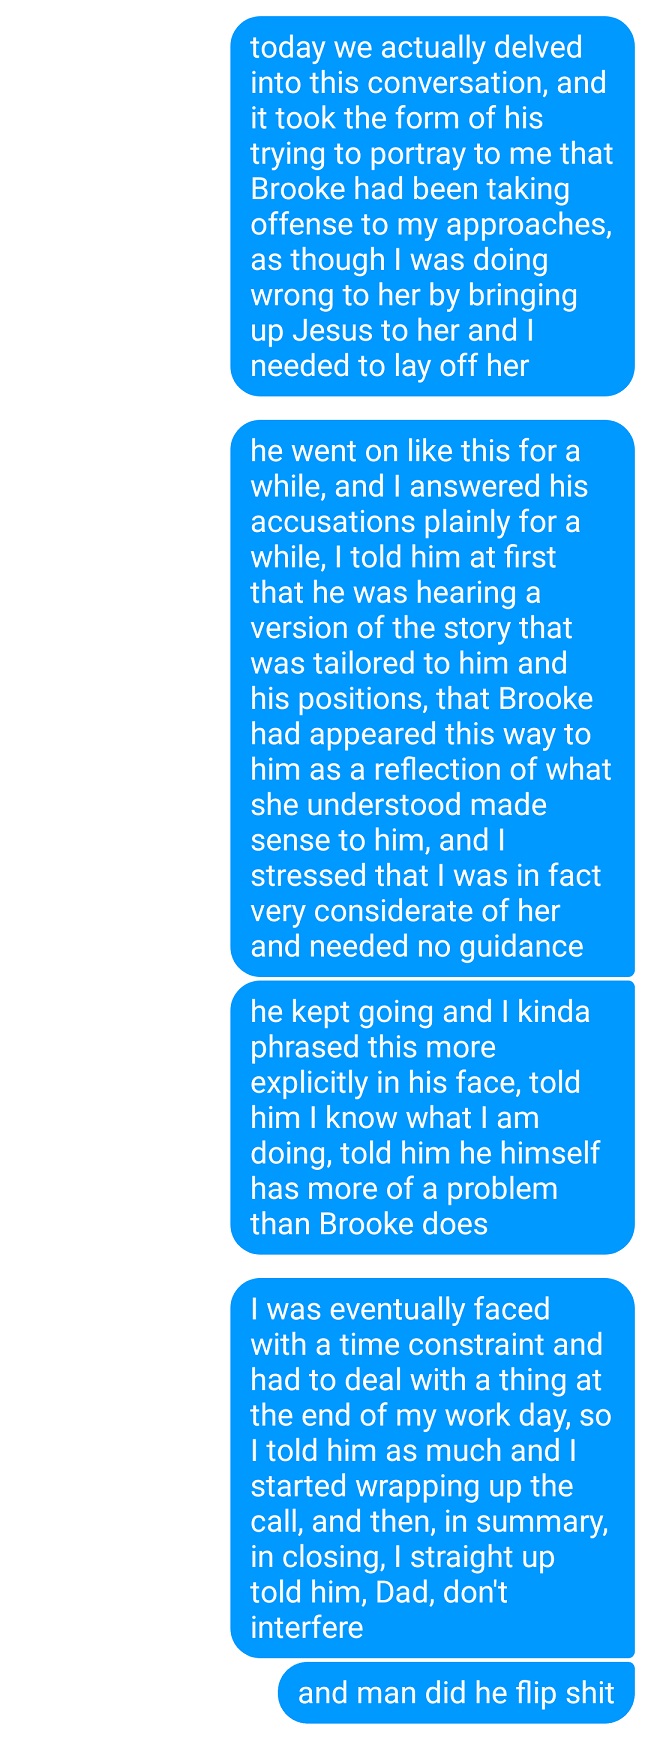 today we actually delved
into this conversation, and
it took the form of his
trying to portray to me that
Brooke had been taking
offense to my approaches,
as though I was doing
wrong to her by bringing
up Jesus to her and I
needed to lay off her
he went on like this for a
while, and I answered his
accusations plainly for a
while, I told him at first
that he was hearing a
version of the story that
was tailored to him and
his positions, that Brooke
had appeared this way to
him as a reflection of what
she understood made
sense to him, and I
stressed that I was in fact
very considerate of her
and needed no guidance
he kept going and I kinda
phrased this more
explicitly in his face, told
him I know what I am
doing, told him he himself
has more of a problem
than Brooke does
I was eventually faced
with a time constraint and
had to deal with a thing at
the end of my work day, so
I told him as much and I
started wrapping up the
call, and then, in summary,
in closing, I straight up
told him, Dad, don't
interfere
and man did he flip shit